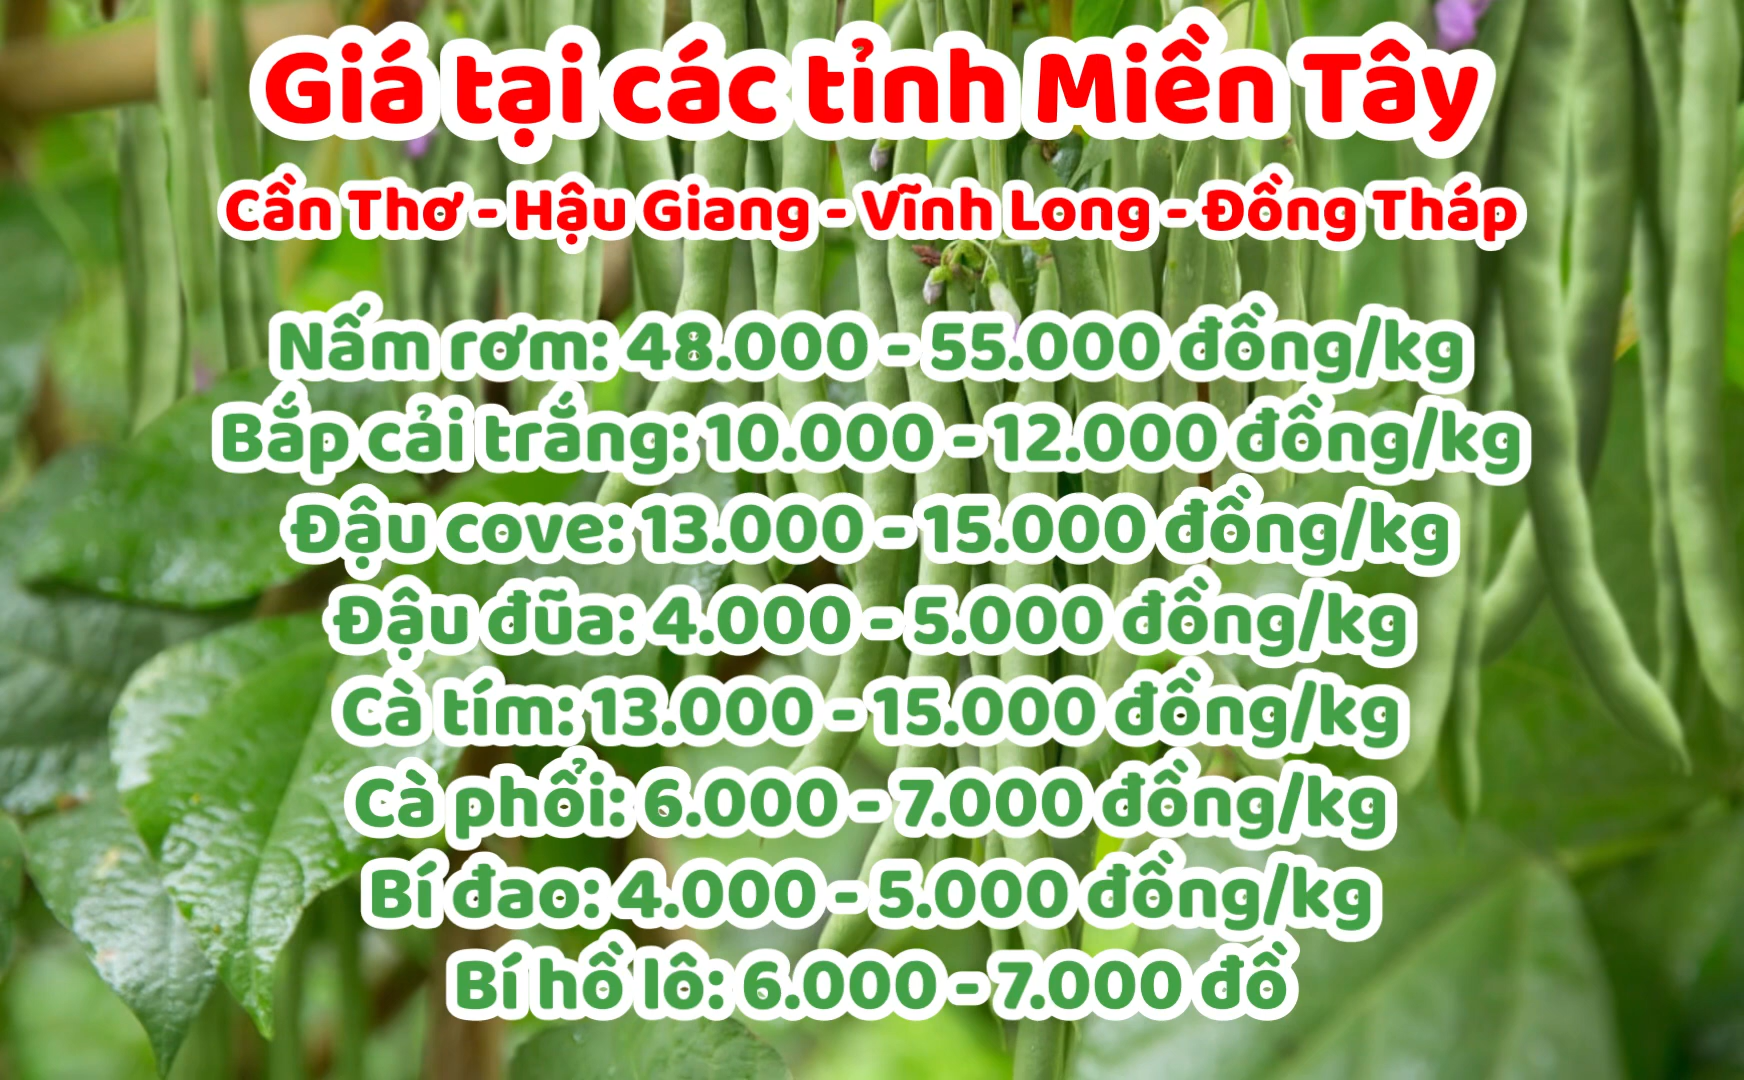 Giá tại các tỉnh Miền Tây
Cần Thơ - Hậu Giang - Vĩnh Long - Đồng Tháp
Nấm rơm: 48.000 - 55.000 đồng/kg
Bắp cải trắng: 10.000 - 12.000 đồng/kg
Đậu cove: 13.000 - 15.000 đồng/kg
Đậu đũa: 4.000 - 5.000 đồng/kg
Cà tím: 13.000 - 15.000 đồng/kg
Cà phổi: 6.000 - 7.000 đồng/kg
Bí đao: 4.000 - 5.000 đồng/kg
Bí hồ lô: 6.000 - 7.000 đồ